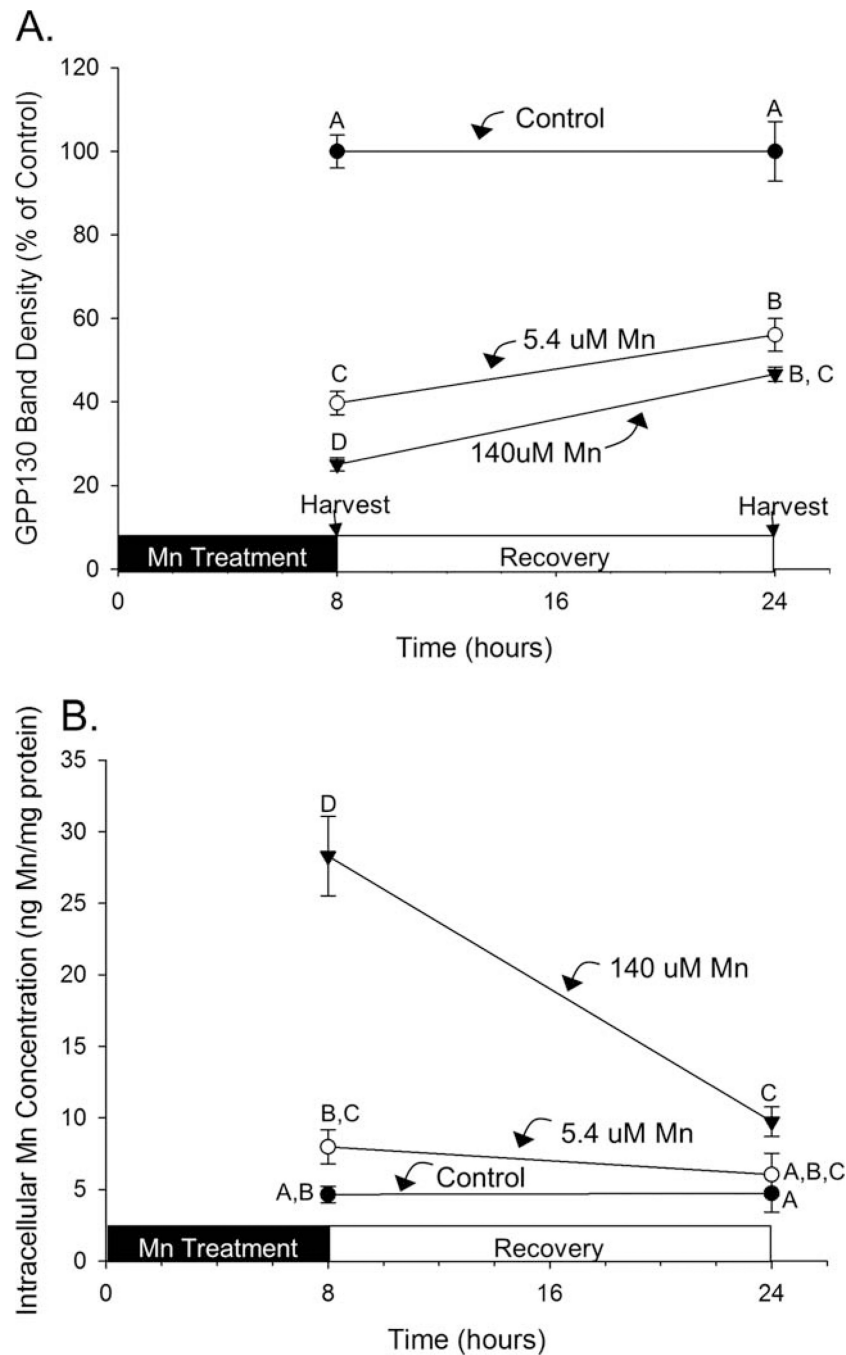 A.
GPP130 Band Density (% of Control)
120
100
80
60
40
20
0
A
Control
A
B
5.4 uM Mn
C
B, C
D
140uM Mn
Harvest
Harvest
Mn Treatment
Recovery
0
8
16
24
Time (hours)
B.
Intracellular Mn Concentration (ng Mn/mg protein)
35
30
25
20
15
10
5
0
D
140 uM Mn
C
B,C
5.4 uM Mn
A,B,C
Control
A,B
A
Mn Treatment
Recovery
0
8
16
24
Time (hours)